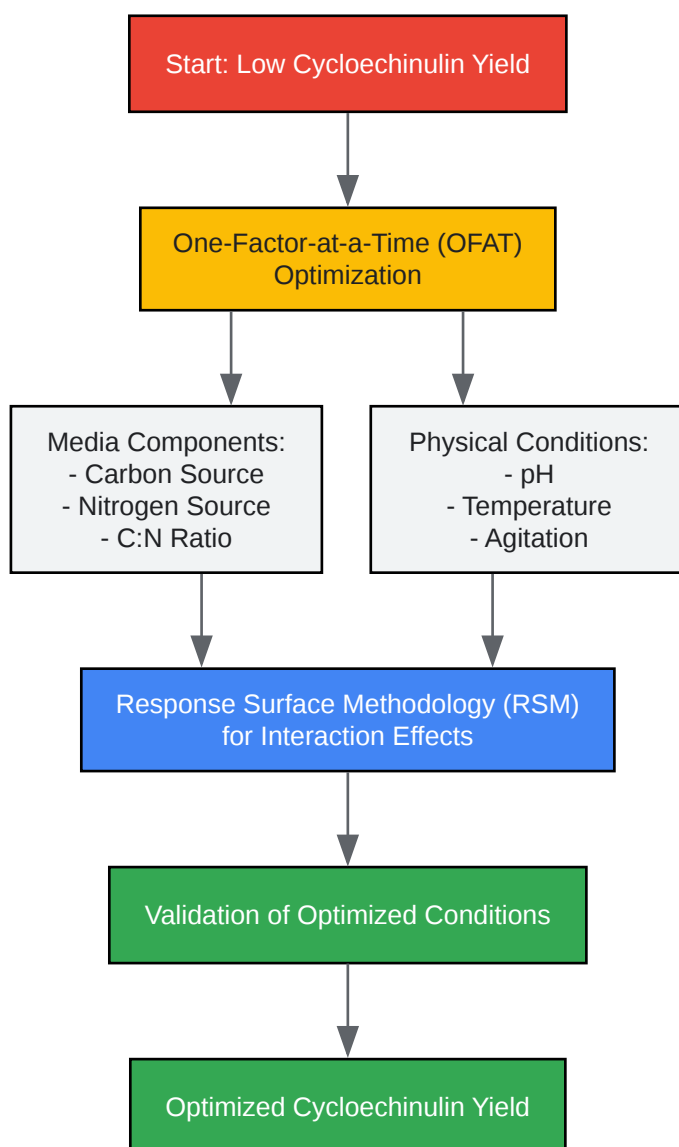 Start: Low Cycloechinulin Yield
One-Factor-at-a-Time (OFAT)
Optimization
Media Components:
- Carbon Source
- Nitrogen Source
- C:N Ratio
Physical Conditions:
- pH
- Temperature
- Agitation
Response Surface Methodology (RSM)
for Interaction Effects
Validation of Optimized Conditions
Optimized Cycloechinulin Yield